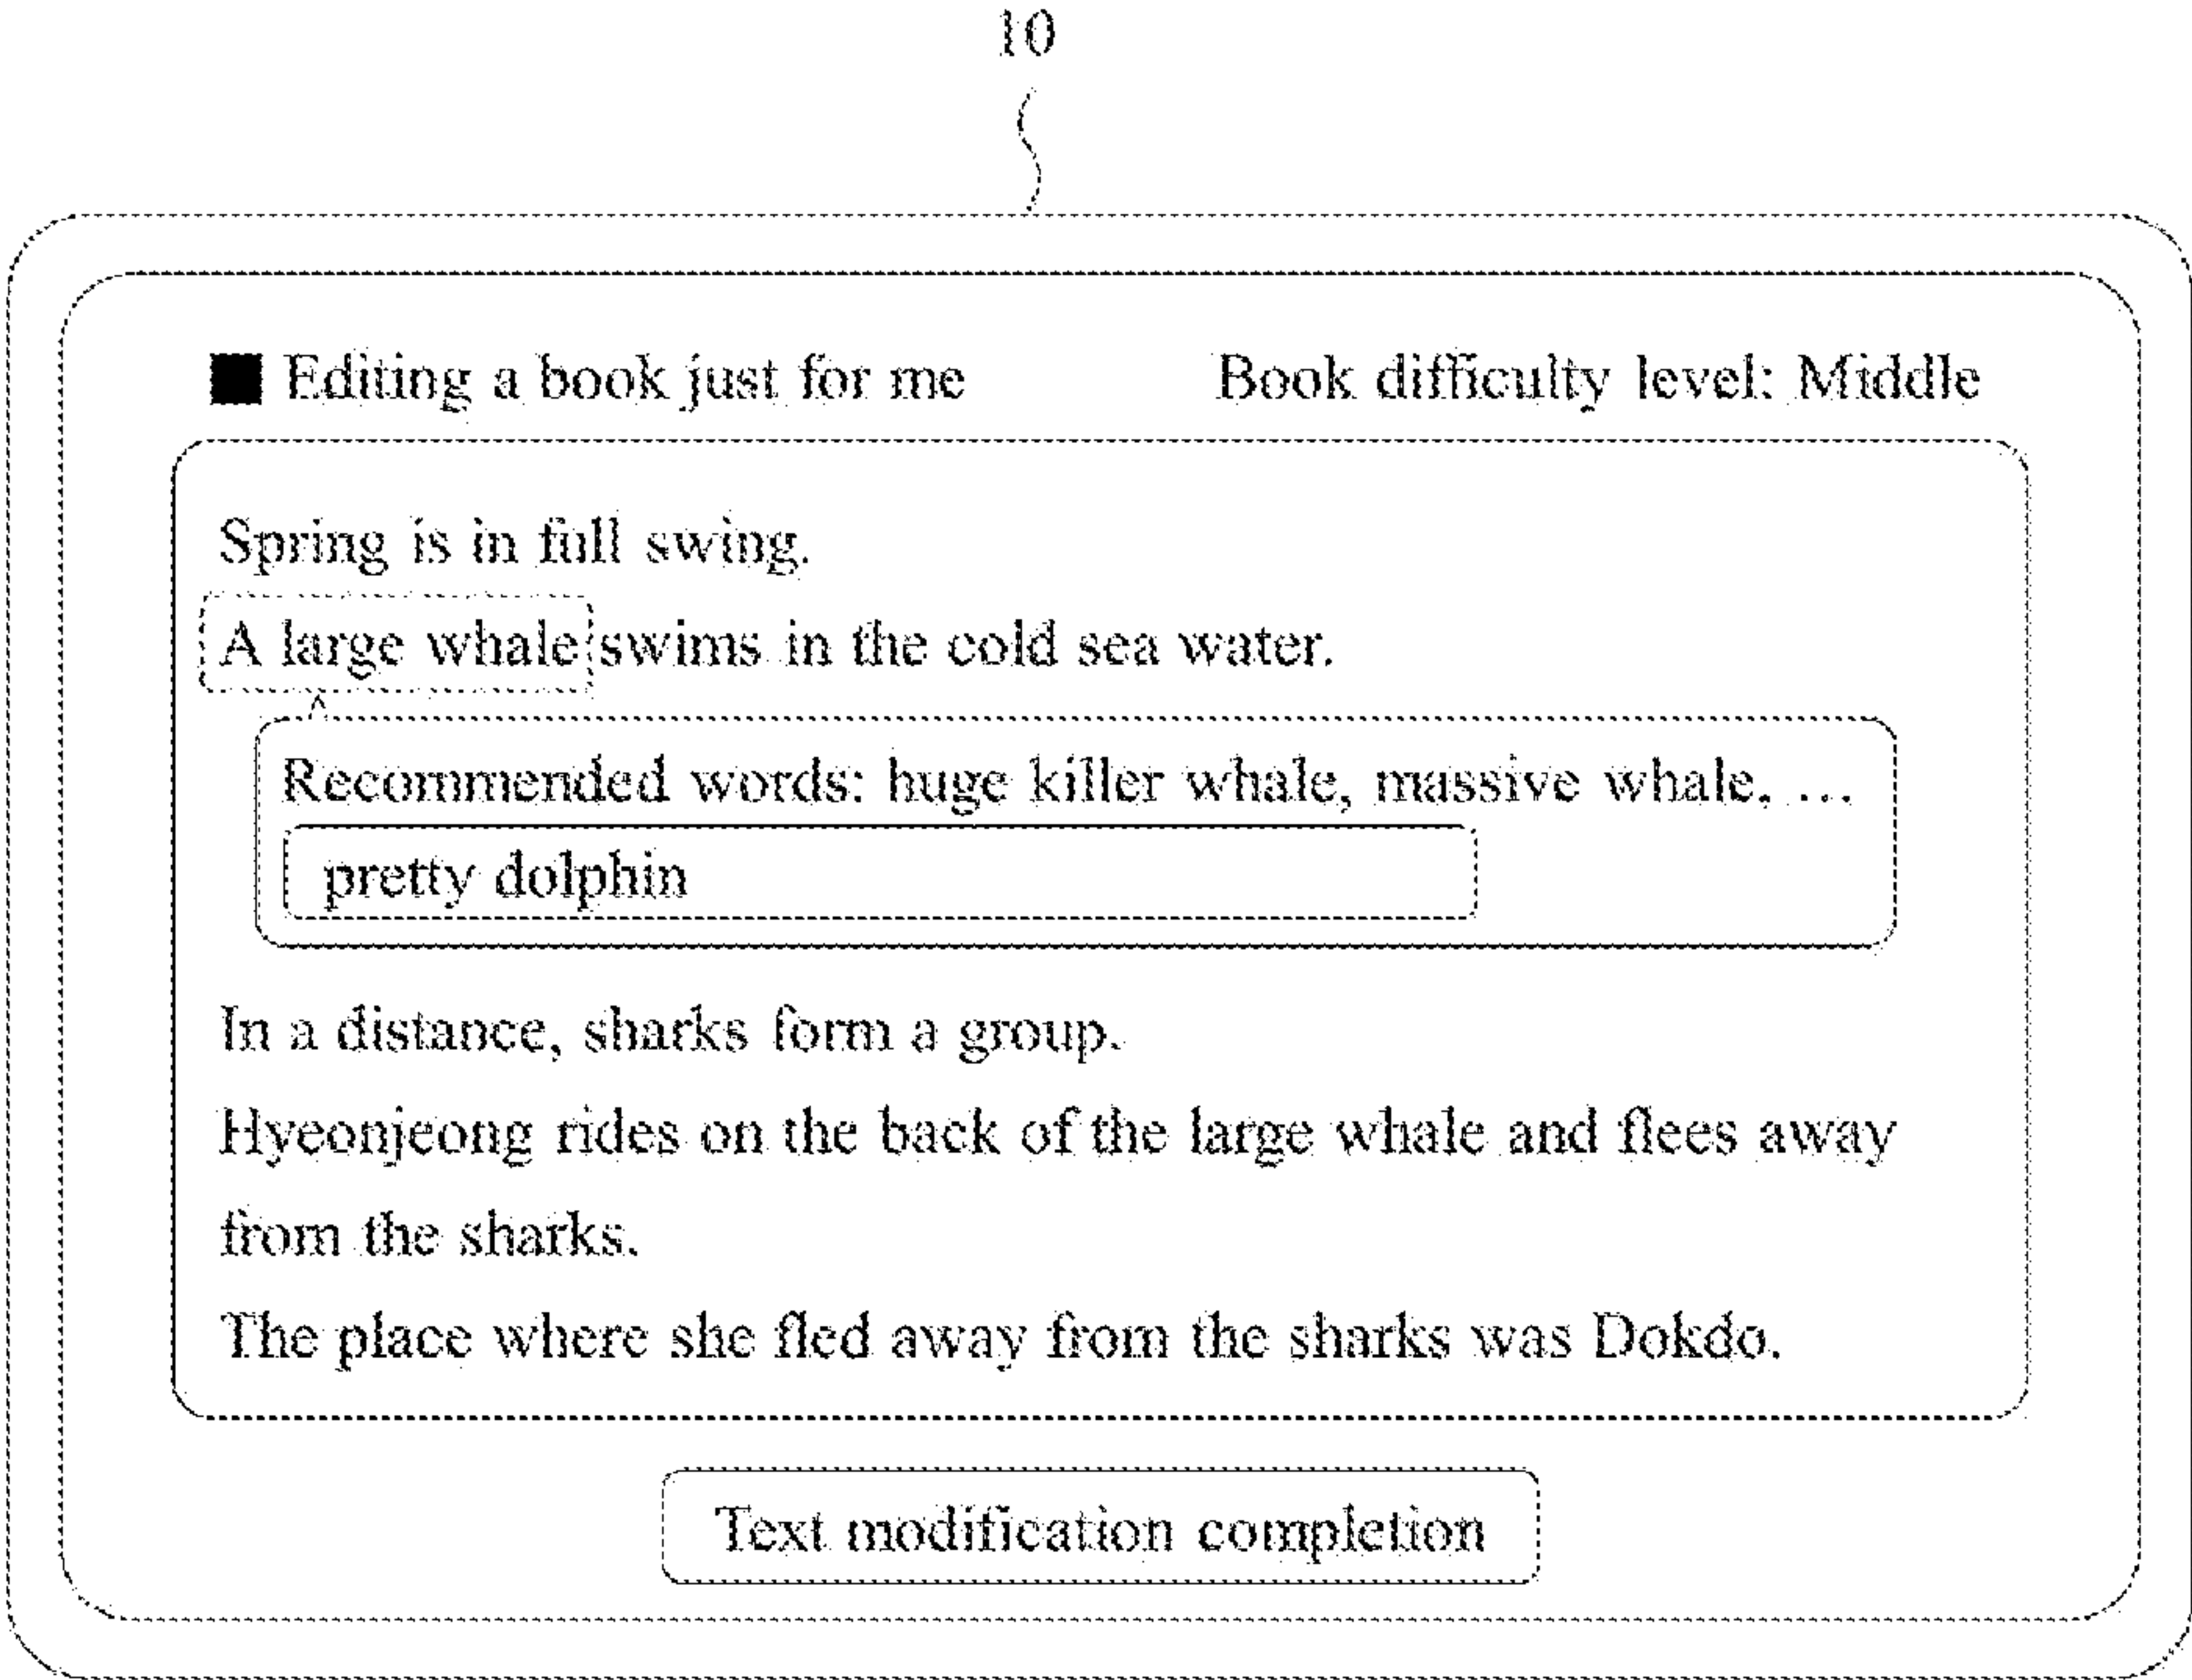 10
■ Editing a book just for me Book difficulty level: Middle
Spring is in full swing.
A large whale swims in the cold sea water.
Recommended words: huge killer whale, massive whale, ...
pretty dolphin
In a distance, sharks form a group.
Hyeonjeong rides on the back of the large whale and flees away
from the sharks.
The place where she fled away from the sharks was Dokdo.
Text modification completion